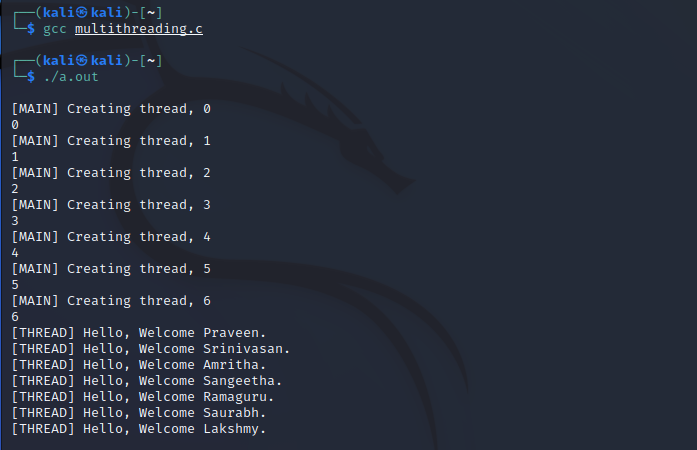 ┌──(kali㉿kali)-[~]
└─$ gcc multithreading.c
┌──(kali㉿kali)-[~]
└─$ ./a.out
[MAIN] Creating thread, 0
0
[MAIN] Creating thread, 1
1
[MAIN] Creating thread, 2
2
[MAIN] Creating thread, 3
3
[MAIN] Creating thread, 4
4
[MAIN] Creating thread, 5
5
[MAIN] Creating thread, 6
6
[THREAD] Hello, Welcome Praveen.
[THREAD] Hello, Welcome Srinivasan.
[THREAD] Hello, Welcome Amritha.
[THREAD] Hello, Welcome Sangeetha.
[THREAD] Hello, Welcome Ramaguru.
[THREAD] Hello, Welcome Saurabh.
[THREAD] Hello, Welcome Lakshmy.